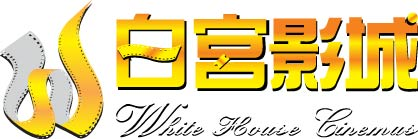 白宫影城
White House Cinemas